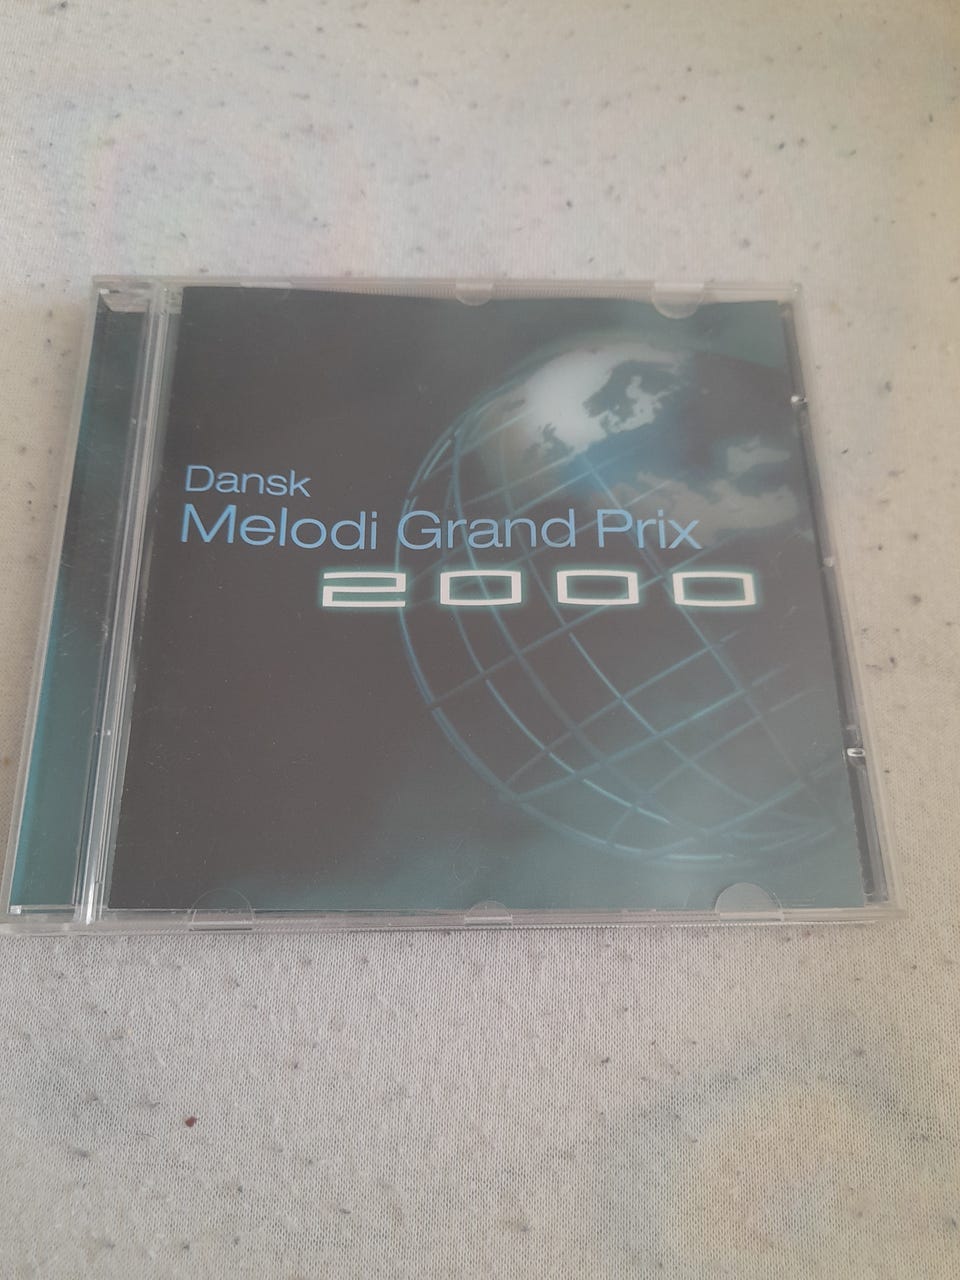 Dansk
Melodi Grand Prix
2000